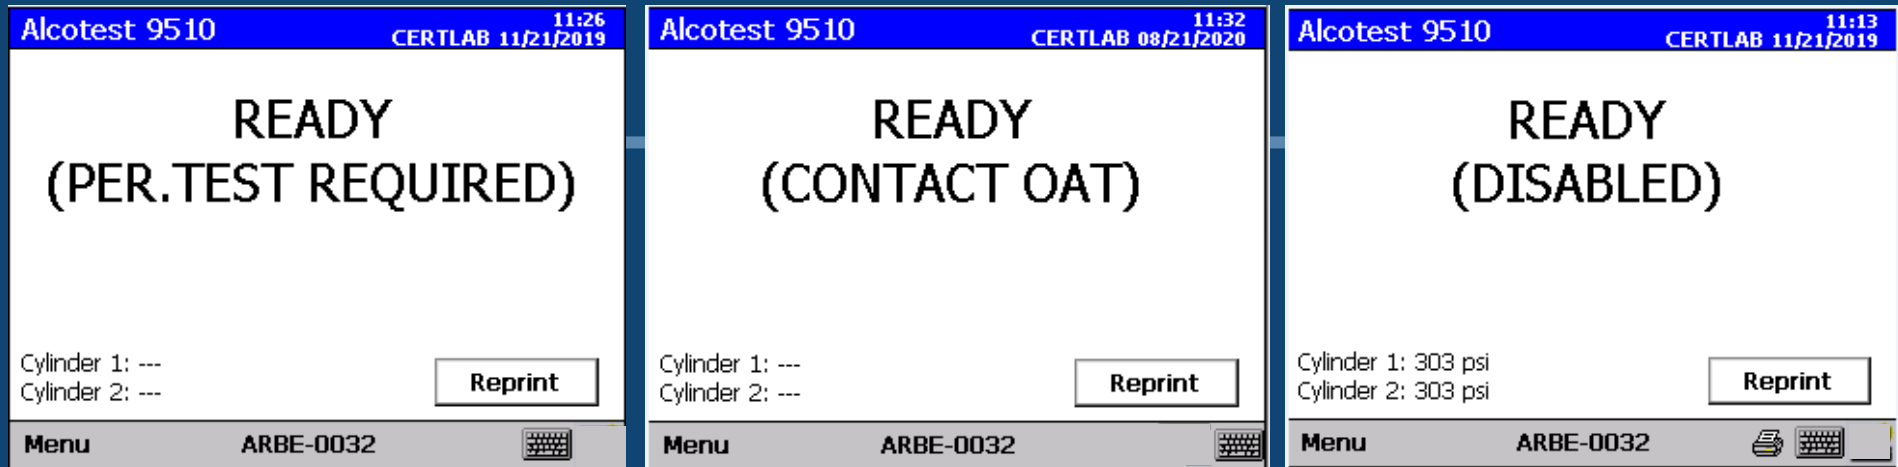 Alcotest 9510
11:26
CERTLAB 11/21/2019
READY
(PER.TEST REQUIRED)
Cylinder 1: ---
Cylinder 2: ---
Reprint
Menu
ARBE-0032
Alcotest 9510
11:32
CERTLAB 08/21/2020
READY
(CONTACT OAT)
Cylinder 1: ---
Cylinder 2: ---
Reprint
Menu
ARBE-0032
Alcotest 9510
11:13
CERTLAB 11/21/2019
READY
(DISABLED)
Cylinder 1: 303 psi
Cylinder 2: 303 psi
Reprint
Menu
ARBE-0032